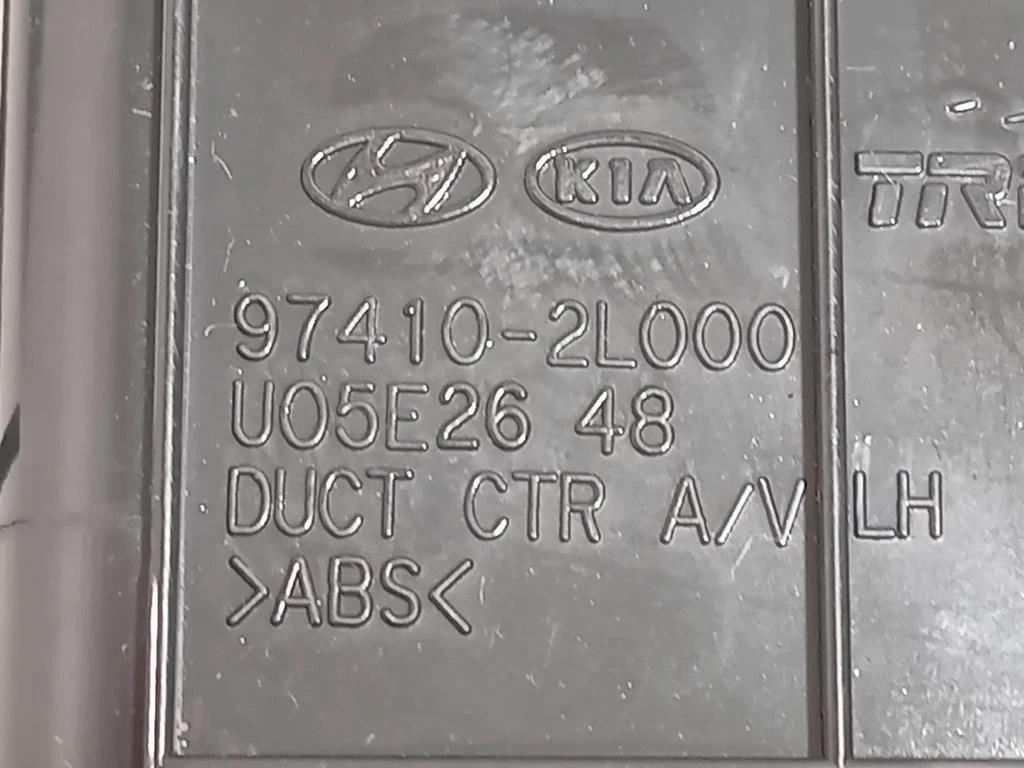 KIA
97410-2L000
U05E26 48
DUCT CTR A/V LH
>ABS<